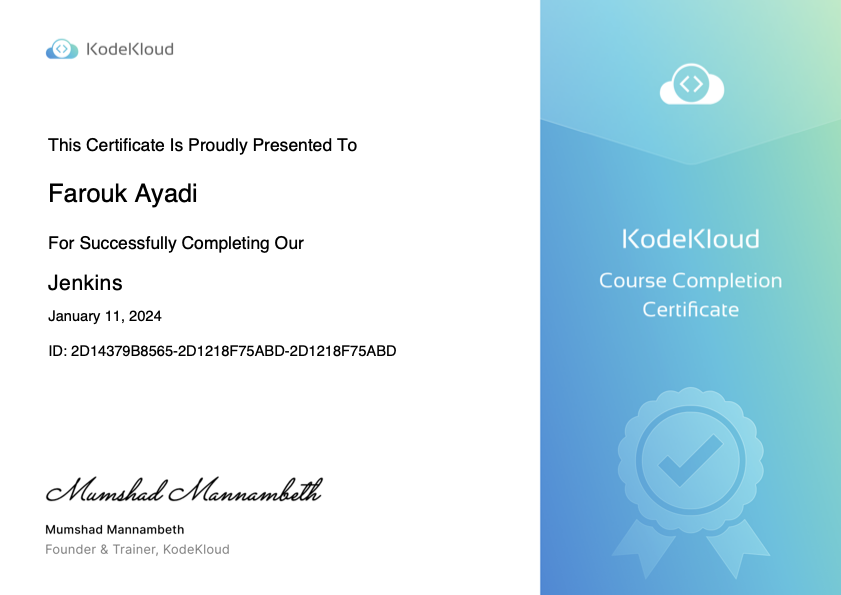 KodeKloud
This Certificate Is Proudly Presented To
Farouk Ayadi
For Successfully Completing Our
Jenkins
January 11, 2024
ID: 2D14379B8565-2D1218F75ABD-2D1218F75ABD
Mumshad Mannambeth
Mumshad Mannambeth
Founder & Trainer, KodeKloud
KodeKloud
Course Completion
Certificate